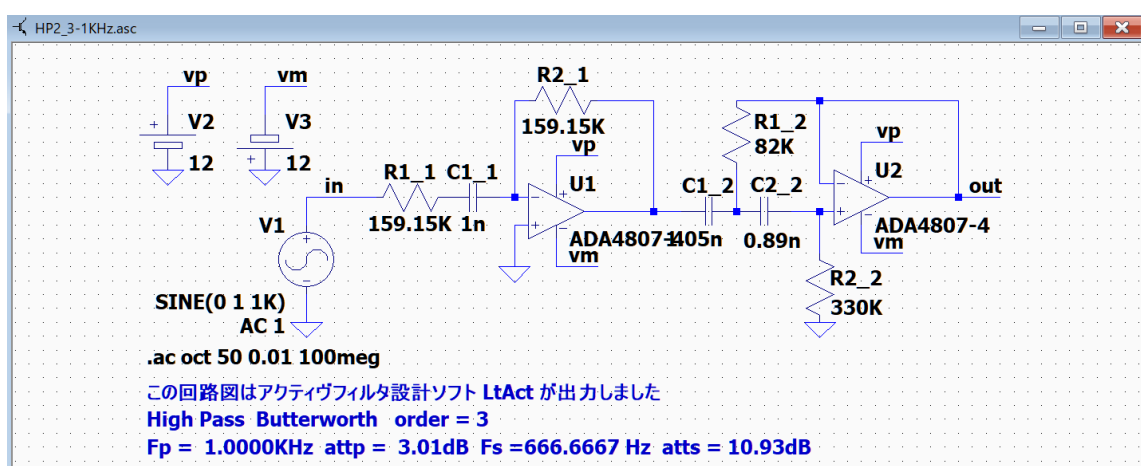 HP2_3-1KHz.asc
vp
vm
R2_1
V2
V3
159.15K
vp
R1_2
82K
vp
12
12
in
R1_1
C1_1
U1
C1_2
C2_2
U2
out
V1
159.15K
1n
ADA4807-1
405n
0.89n
ADA4807-4
vm
vm
R2_2
330K
SINE(0 1 1K)
AC 1
.ac oct 50 0.01 100meg
この回路図はアクティヴフィルタ設計ソフト LtAct が出力しました
High Pass Butterworth order = 3
Fp = 1.0000KHz attp = 3.01dB Fs =666.6667 Hz atts = 10.93dB